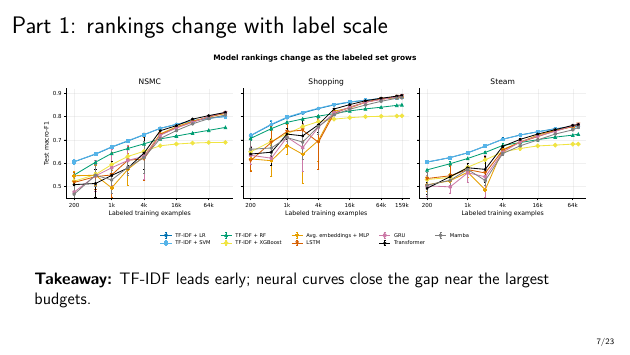 Part 1: rankings change with label scale
Model rankings change as the labeled set grows
NSMC
Shopping
Steam
Test macro-F1
0.9
0.8
0.7
0.6
0.5
200 1k 4k 16k 64k
200 1k 4k 16k 64k 159k
200 1k 4k 16k 64k
Labeled training examples
Labeled training examples
Labeled training examples
TF-IDF + LR
TF-IDF + SVM
TF-IDF + RF
TF-IDF + XGBoost
Avg. embeddings + MLP
LSTM
GRU
Transformer
Mamba
Takeaway: TF-IDF leads early; neural curves close the gap near the largest
budgets.
7/23